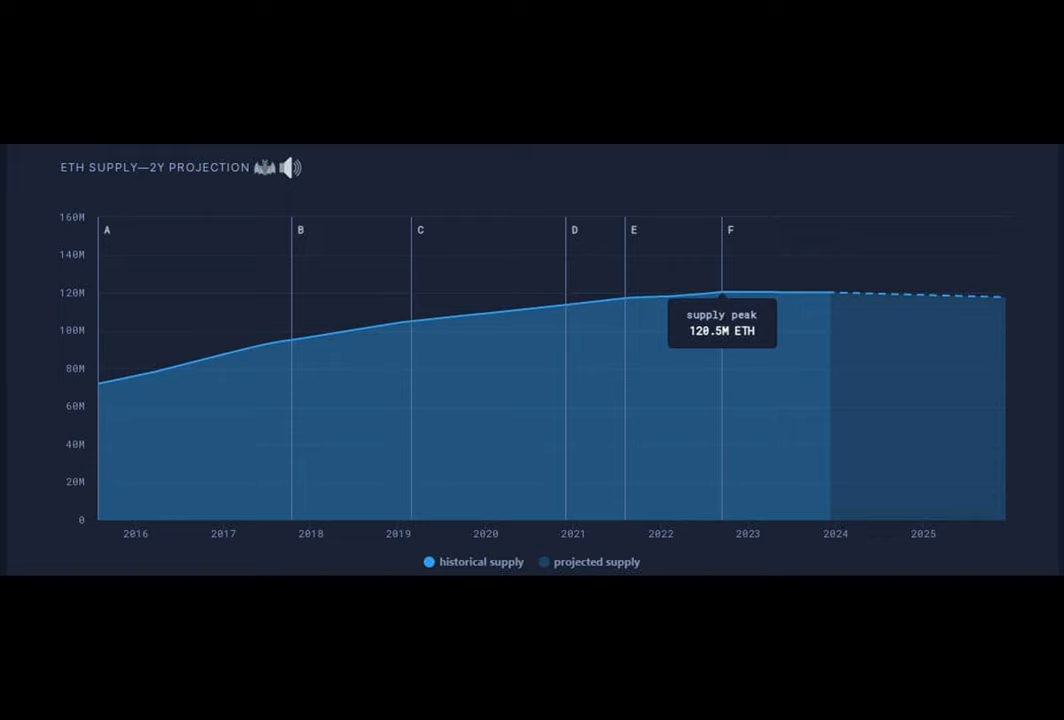 ETH SUPPLY—2Y PROJECTION
160M
A
B
C
D
E
F
140M
120M
supply peak
120.5M ETH
100M
80M
60M
40M
20M
0
2016 2017 2018 2019 2020 2021 2022 2023 2024 2025
historical supply projected supply